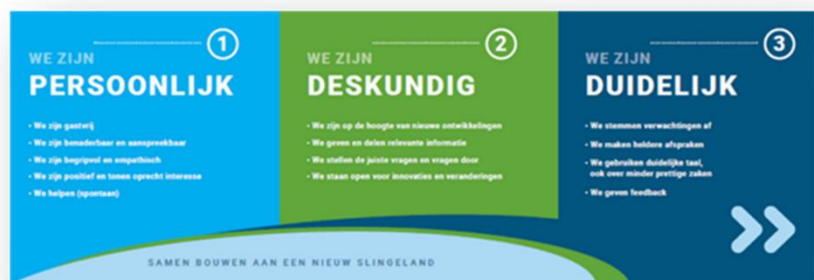 1
WE ZIJN
PERSOONLIJK
• We zijn gastvrij
• We zijn benaderbaar en aanspreekbaar
• We zijn begripvol en empathisch
• We zijn positief en tonen oprecht interesse
• We helpen (spontaan)
2
WE ZIJN
DESKUNDIG
• We zijn op de hoogte van nieuwe ontwikkelingen
• We geven en delen relevante informatie
• We stellen de juiste vragen en vragen door
• We staan open voor innovaties en veranderingen
3
WE ZIJN
DUIDELIJK
• We stemmen verwachtingen af
• We maken heldere afspraken
• We gebruiken duidelijke taal,
ook over minder prettige zaken
• We geven feedback
SAMEN BOUWEN AAN EEN NIEUW SLINGELAND